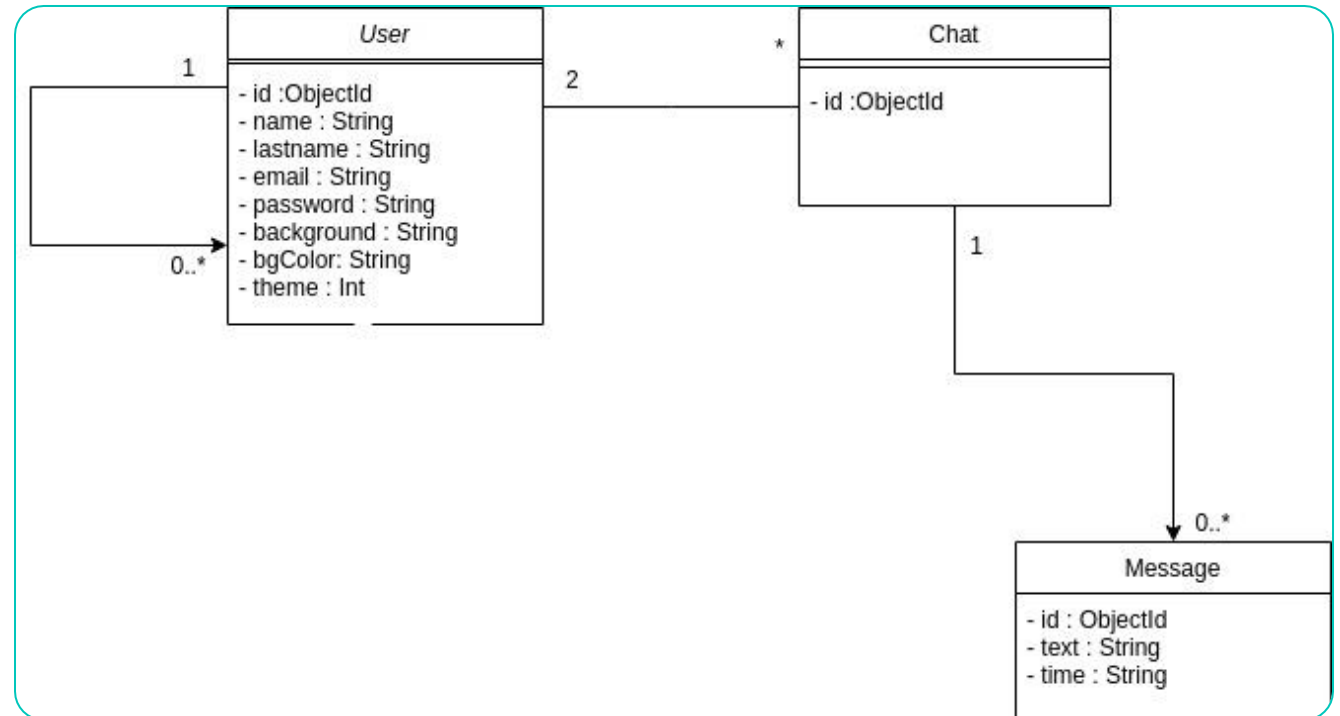 User
1
- id :ObjectId
- name : String
- lastname : String
- email : String
- password : String
- background : String
- bgColor: String
- theme : Int
0..*
2
*
Chat
- id :ObjectId
1
0..*
Message
- id : ObjectId
- text : String
- time : String